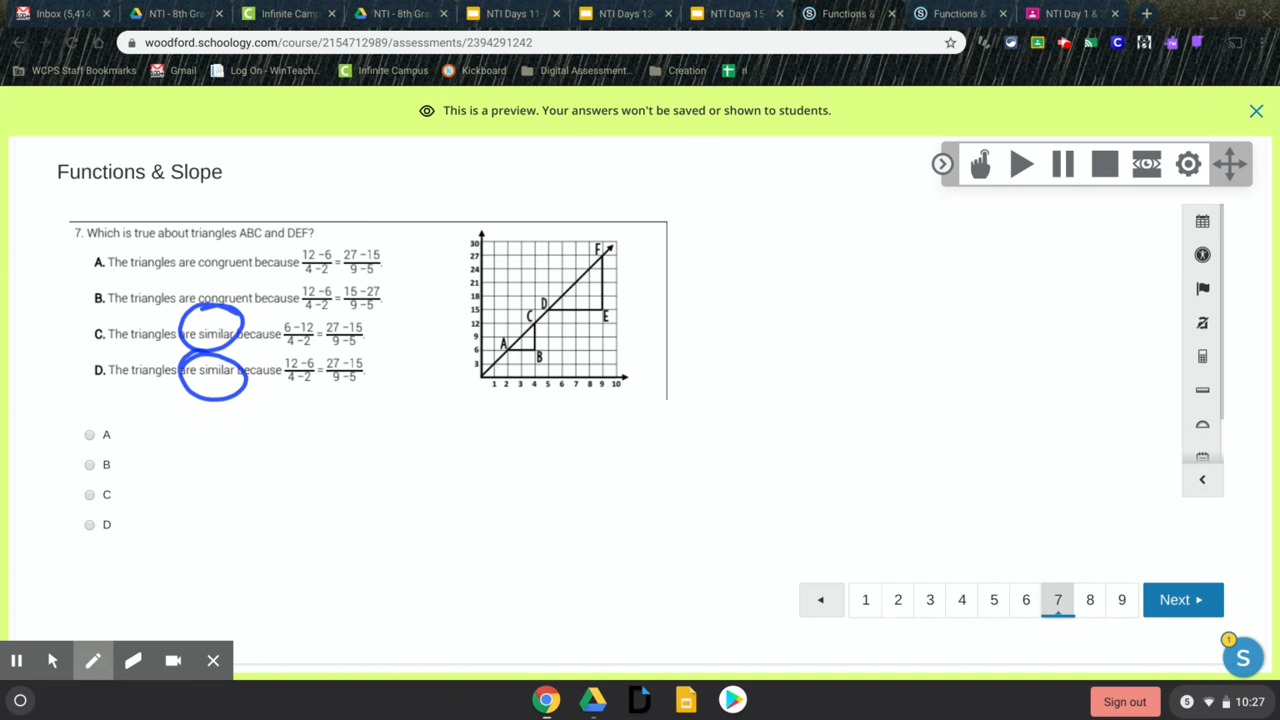 Inbox (5,414
NTI - 8th Gra
Infinite Camp
NTI - 8th Gra
NTI Days 11
NTI Days 13
NTI Days 15
Functions &
Functions &
NTI Day 1 &
woodford.schoology.com/course/2154712989/assessments/2394291242
WCPS Staff Bookmarks
Gmail
Log On - WinTeach...
Infinite Campus
Kickboard
Digital Assessment...
Creation
n
This is a preview. Your answers won't be saved or shown to students.
Functions & Slope
7. Which is true about triangles ABC and DEF?
A. The triangles are congruent because 12 -6 / 4 -2 = 27 -15 / 9 -5.
B. The triangles are congruent because 12 -6 / 4 -2 = 15 -27 / 9 -5.
C. The triangles are similar because 6 -12 / 4 -2 = 27 -15 / 9 -5.
D. The triangles are similar because 12 -6 / 4 -2 = 27 -15 / 9 -5.
30
27
24
21
18
15
12
9
6
3
F
D
E
C
A
B
1 2 3 4 5 6 7 8 9 10
A
B
C
D
1 2 3 4 5 6 7 8 9 Next
1
S
Sign out
5
10:27